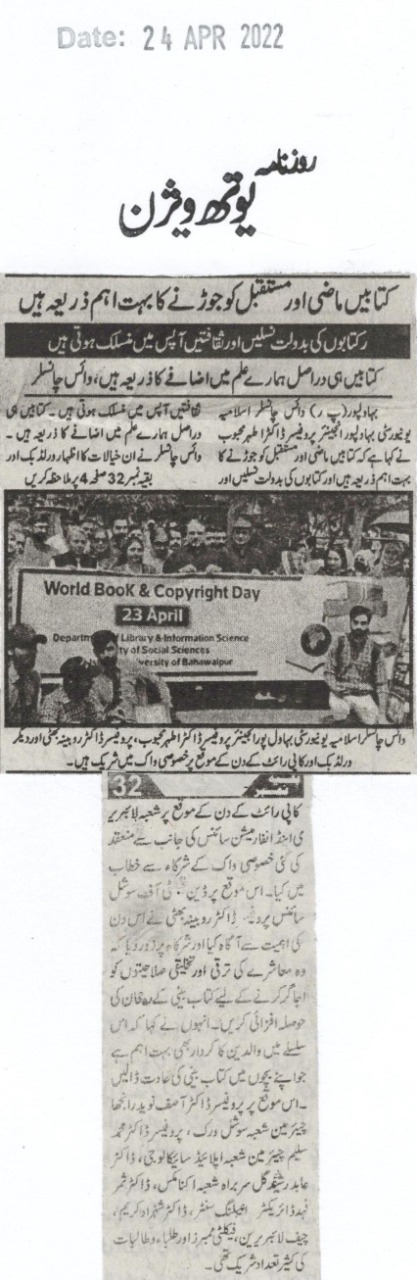 Date: 24 APR 2022
روزنامہ
یوتھ ویژن
کتابیں ماضی اور مستقبل کو جوڑنے کا بہت اہم ذریعہ ہیں
کتابوں کی بدولت نسلیں اور ثقافتیں آپس میں منسلک ہوتی ہیں
کتابیں ہی دراصل ہمارے علم میں اضافے کا ذریعہ ہیں، وائس چانسلر
بہاولپور(پ ر) وائس چانسلر اسلامیہ
یونیورسٹی بہاولپور انجینئر پروفیسر ڈاکٹر اطہر محبوب
نے کہا ہے کہ کتابیں ماضی اور مستقبل کو جوڑنے کا
بہت اہم ذریعہ ہیں اور کتابوں کی بدولت نسلیں اور
ثقافتیں آپس میں منسلک ہوتی ہیں۔ کتابیں ہی
دراصل ہمارے علم میں اضافے کا ذریعہ ہیں۔
وائس چانسلر نے ان خیالات کا اظہار ورلڈ بک اور
بقیہ نمبر 32 صفحہ 4 پر ملاحظہ کریں
World Book & Copyright Day
23 April
Department of Library & Information Science
ty of Social Sciences
versity of Bahawalpur
وائس چانسلر اسلامیہ یونیورسٹی بہاول پور انجینئر پروفیسر ڈاکٹر اطہر محبوب، پروفیسر ڈاکٹر روبینہ بھٹی اور دیگر
ورلڈ بک اور کاپی رائٹ کے دن کے موقع پر خصوصی واک میں شریک ہیں۔
بقیہ نمبر 32
کاپی رائٹ کے دن کے موقع پر شعبہ لائبریر
ی اینڈ انفارمیشن سائنس کی جانب سے منعقد
کی گئی خصوصی واک کے شرکاء سے خطاب
میں کیا۔ اس موقع پر ڈین ٹی آف سوشل
سائنس ڈاکٹر روبینہ بھٹی نے اس دن
کی اہمیت سے آگاہ کیا اور شرکاء پر زور دیا کہ
وہ معاشرے کی ترقی اور تخلیقی صلاحیتوں کو
اجاگر کرنے کے لیے کتاب بینی کے کی
حوصلہ افزائی کریں۔ انہوں نے کہا کہ اس
سلسلے میں والدین کا کردار بھی بہت اہم ہے
جو اپنے بچوں میں کتاب بینی کی عادت ڈالیں
۔ اس موقع پر پروفیسر ڈاکٹر آصف نوید رانجھا
چیئرمین شعبہ سوشل ورک، پروفیسر ڈاکٹر محمد
سلیم چیئرمین شعبہ اپلائیڈ سائیکالوجی، ڈاکٹر
عابد رشید گل سربراہ شعبہ اکنامکس، ڈاکٹر ثمر
فہد ڈائریکٹر سنٹر، ڈاکٹر شہزاد کریم،
چیف لائبریرین، فیکلٹی ممبرز اور طلباء و طالبات
کی کثیر تعداد شریک تھی۔